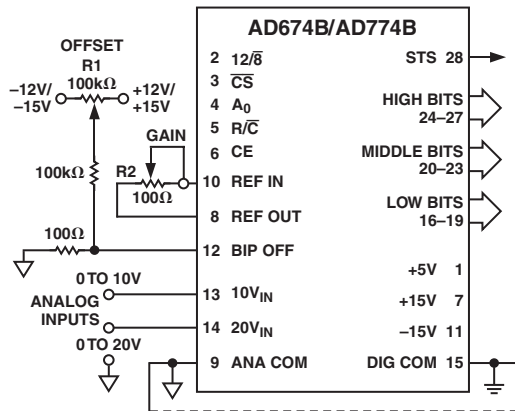 AD674B/AD774B
OFFSET
R1
100kΩ
–12V/
–15V
+12V/
+15V
100kΩ
100Ω
GAIN
R2
100Ω
2 12/8̅
3 C̅S̅
4 A₀
5 R/C̅
6 CE
10 REF IN
8 REF OUT
12 BIP OFF
0 TO 10V
13 10VIN
ANALOG
INPUTS
14 20VIN
0 TO 20V
9 ANA COM
STS 28
HIGH BITS
24–27
MIDDLE BITS
20–23
LOW BITS
16–19
+5V 1
+15V 7
–15V 11
DIG COM 15